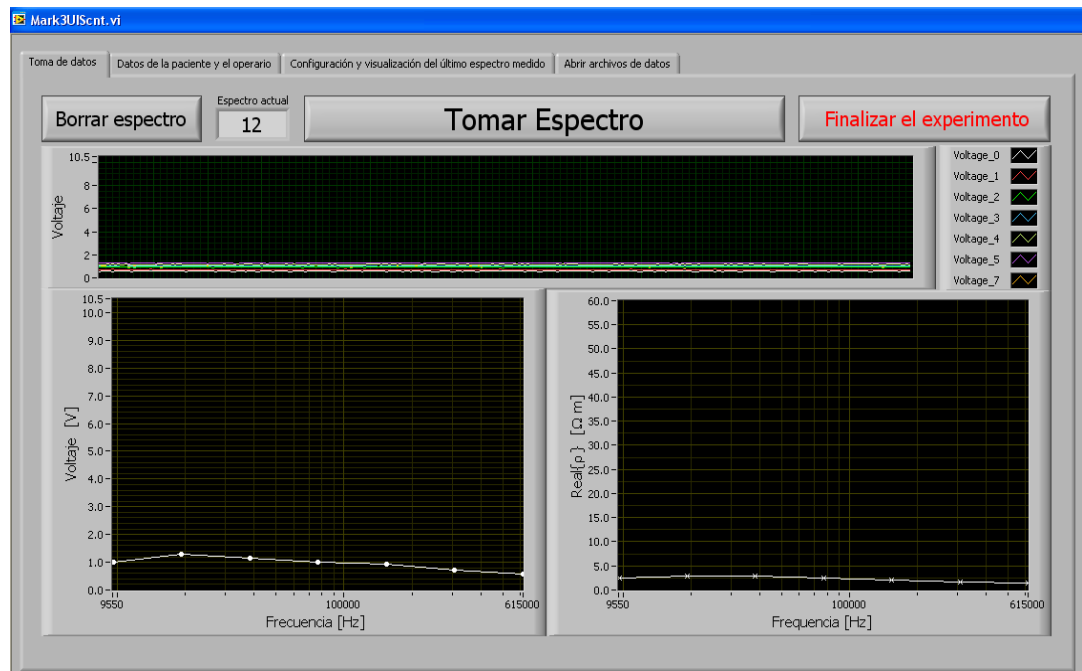 Mark3UIScnt.vi
Toma de datos
Datos de la paciente y el operario
Configuración y visualización del último espectro medido
Abrir archivos de datos
Borrar espectro
Espectro actual
12
Tomar Espectro
Finalizar el experimento
10.5
8
6
4
2
0
Voltaje
Voltage_0
Voltage_1
Voltage_2
Voltage_3
Voltage_4
Voltage_5
Voltage_7
10.5
10.0
9.0
8.0
7.0
6.0
5.0
4.0
3.0
2.0
1.0
0.0
Voltaje [V]
9550
100000
615000
Frecuencia [Hz]
60.0
55.0
50.0
45.0
40.0
35.0
30.0
25.0
20.0
15.0
10.0
5.0
0.0
Real{ρ} [Ω m]
9550
100000
615000
Frequencia [Hz]